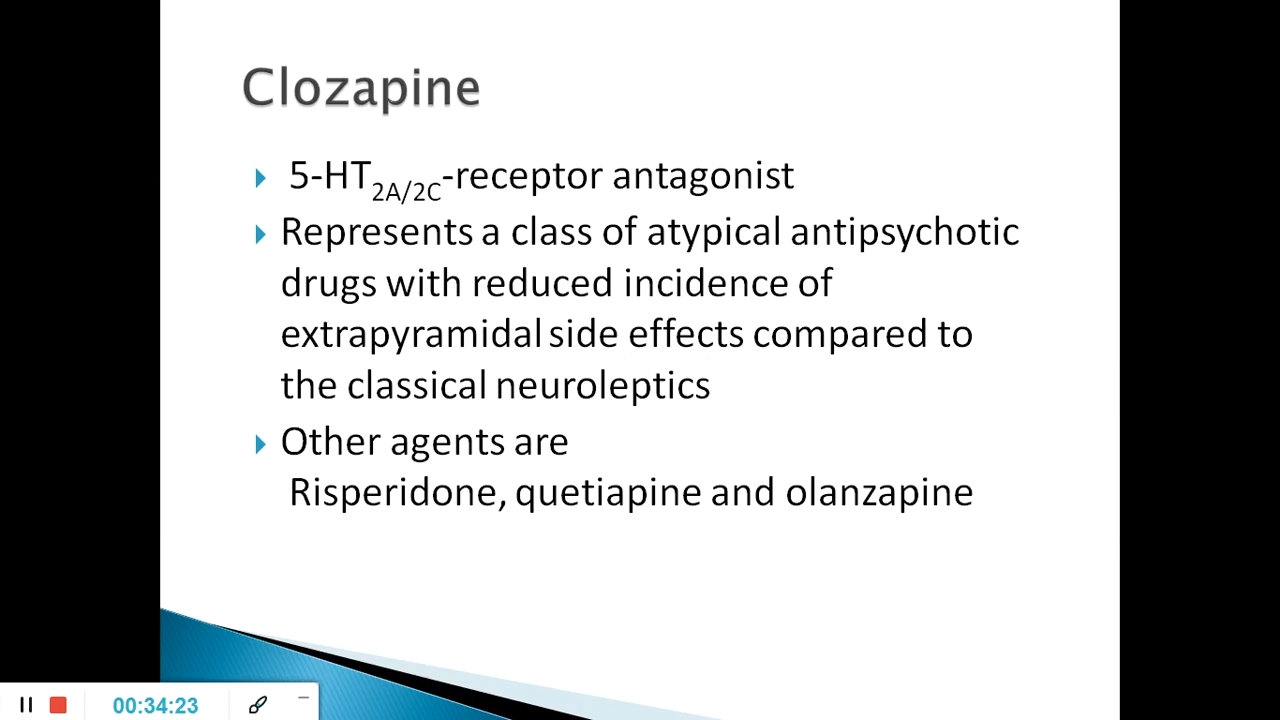 Clozapine
5-HT2A/2C-receptor antagonist
Represents a class of atypical antipsychotic
drugs with reduced incidence of
extrapyramidal side effects compared to
the classical neuroleptics
Other agents are
Risperidone, quetiapine and olanzapine
00:34:23